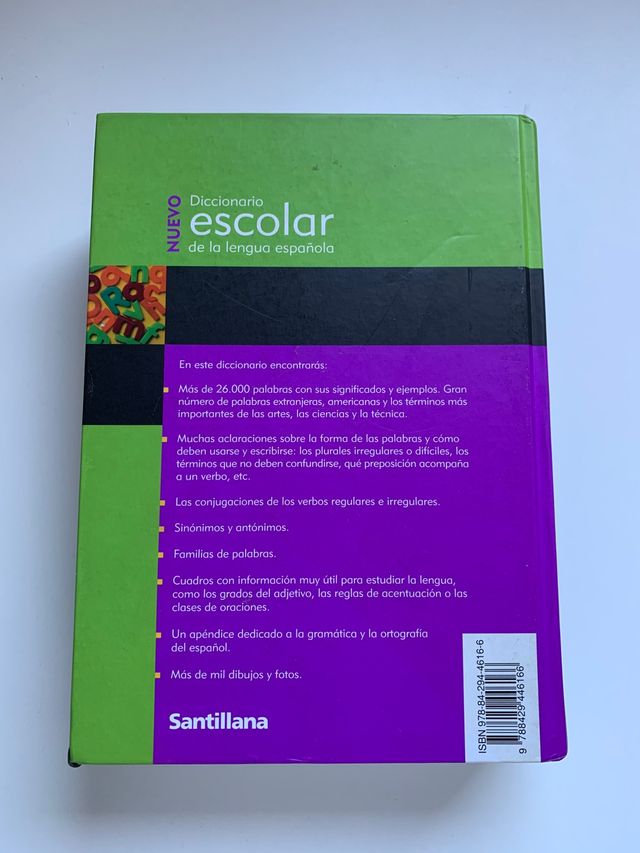 NUEVO
Diccionario
escolar
de la lengua española
En este diccionario encontrarás:
Más de 26.000 palabras con sus significados y ejemplos. Gran
número de palabras extranjeras, americanas y los términos más
importantes de las artes, las ciencias y la técnica.
Muchas aclaraciones sobre la forma de las palabras y cómo
deben usarse y escribirse: los plurales irregulares o difíciles, los
términos que no deben confundirse, qué preposición acompaña
a un verbo, etc.
Las conjugaciones de los verbos regulares e irregulares.
Sinónimos y antónimos.
Familias de palabras.
Cuadros con información muy útil para estudiar la lengua,
como los grados del adjetivo, las reglas de acentuación o las
clases de oraciones.
Un apéndice dedicado a la gramática y la ortografía
del español.
Más de mil dibujos y fotos.
Santillana
ISBN 978-84-294-4616-6
9 788429 446166